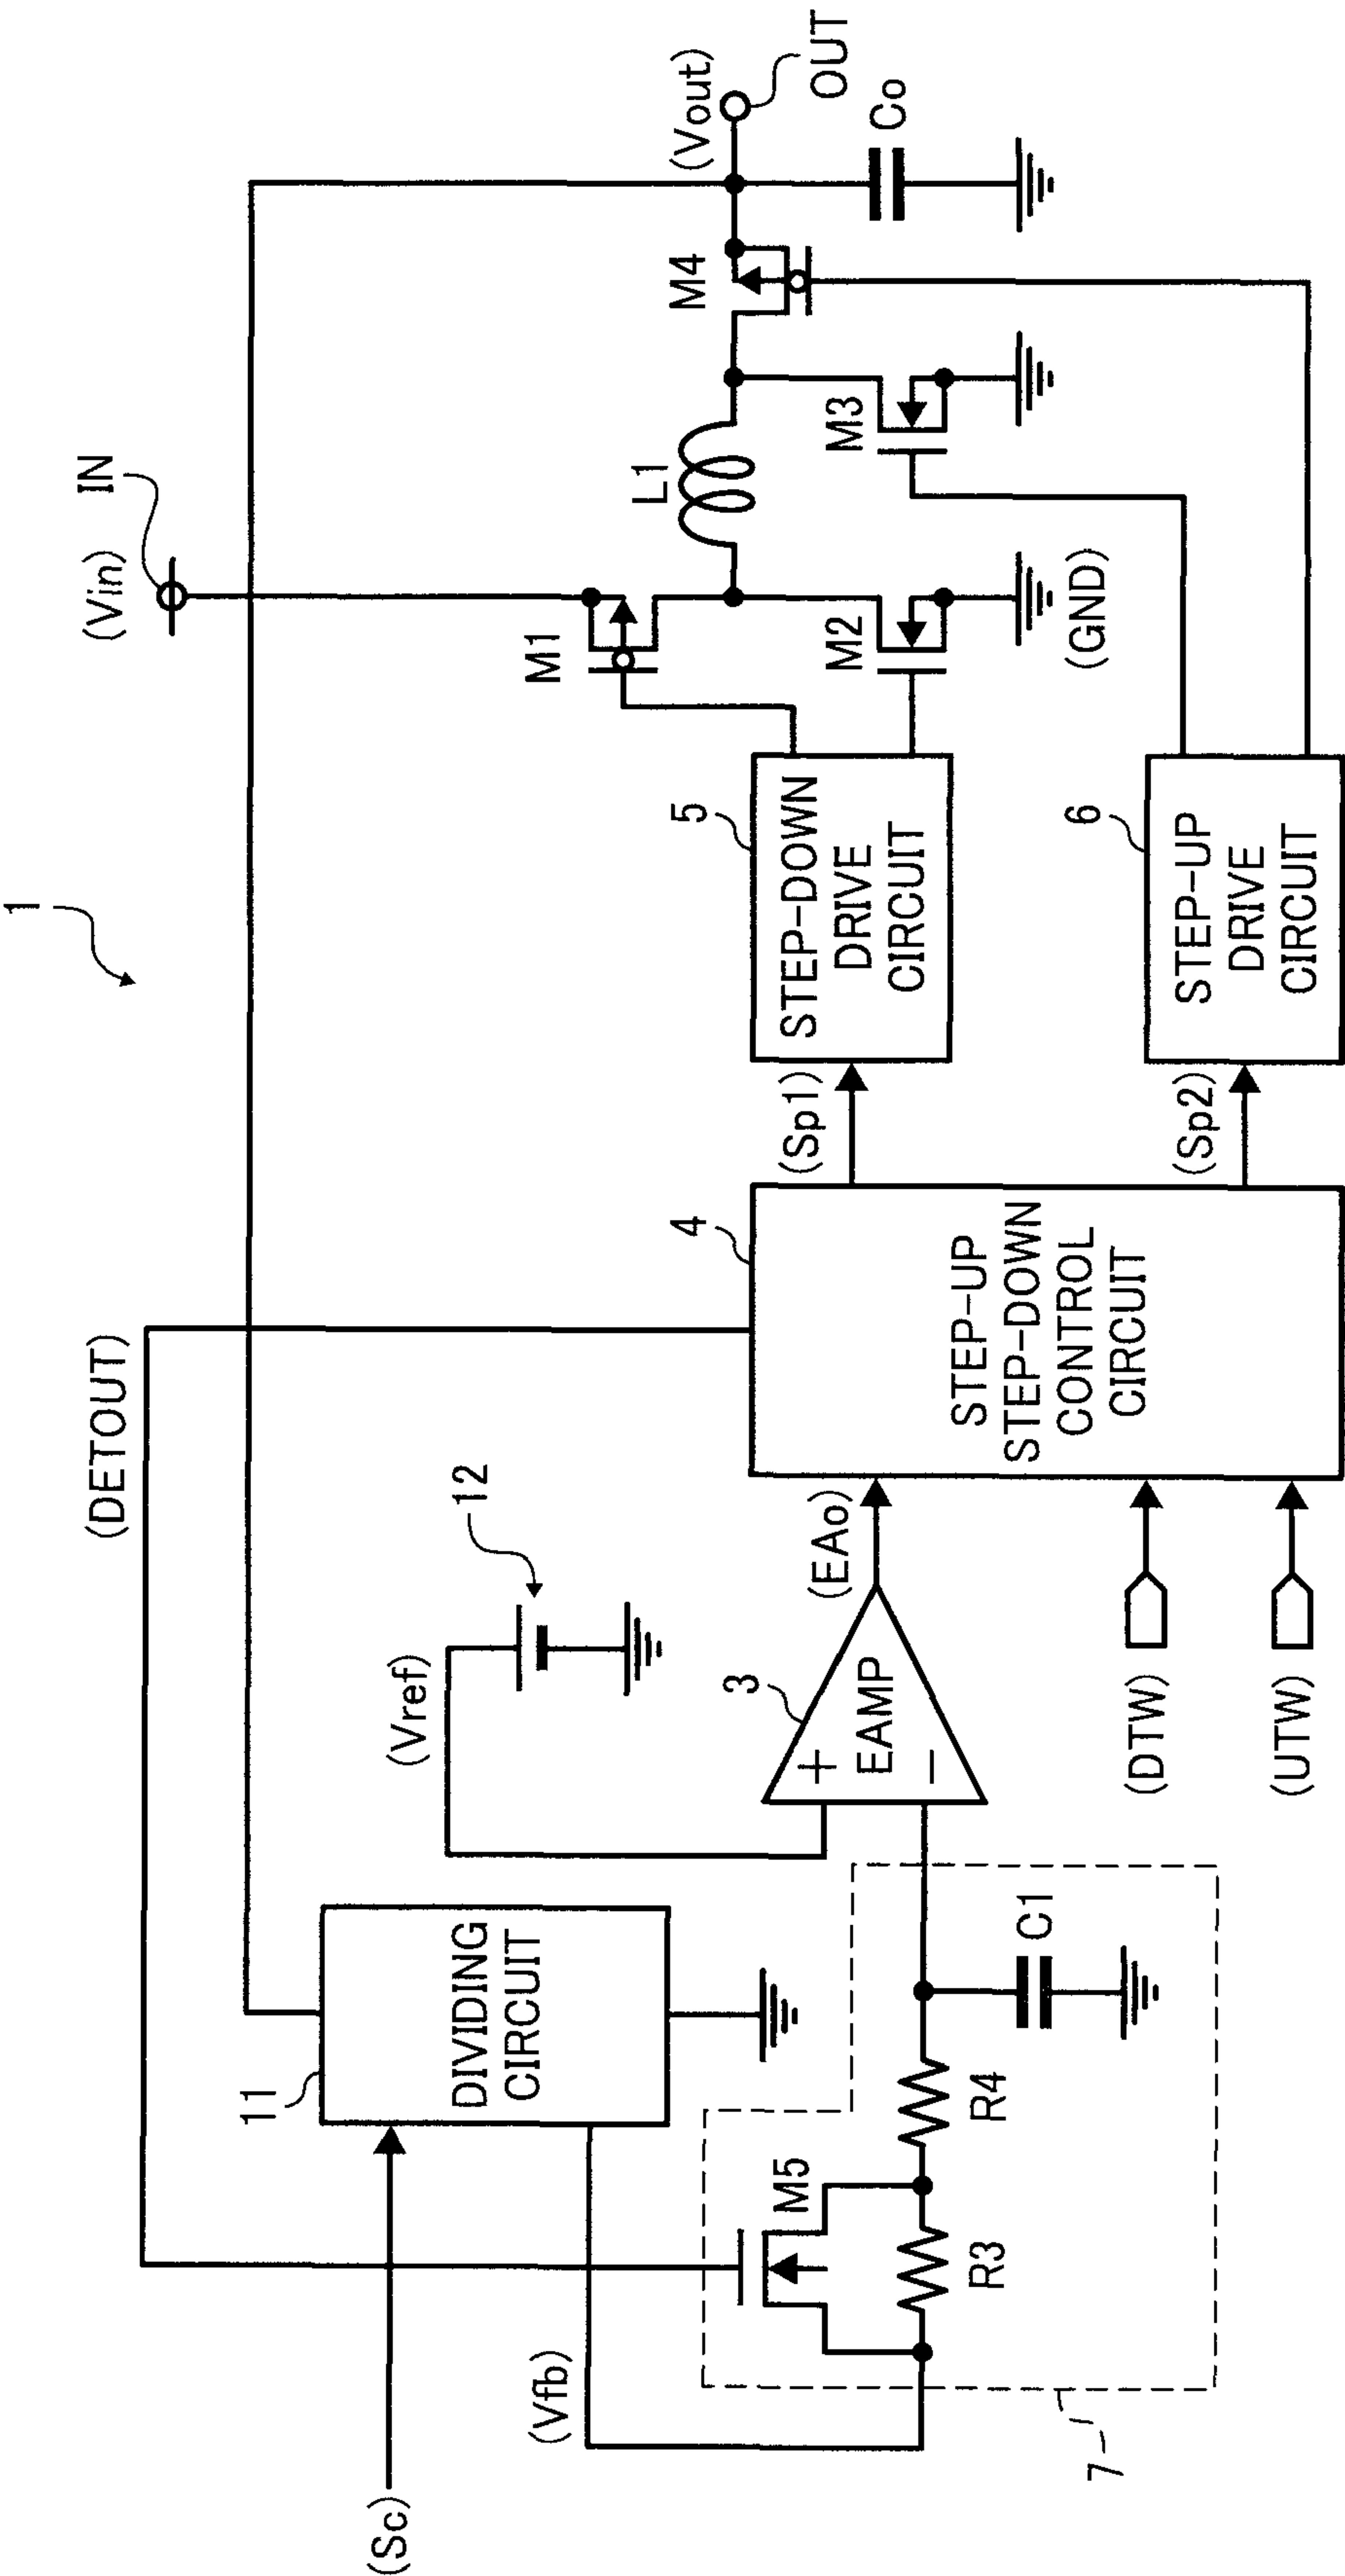 1
(DETOUT)
(Vin)
IN
(Vref)
12
(Sc)
11
DIVIDING
CIRCUIT
(Vfb)
M5
R3
R4
C1
7
3
+
EAMP
−
(EAo)
(DTW)
(UTW)
4
STEP-UP
STEP-DOWN
CONTROL
CIRCUIT
(Sp1)
(Sp2)
5
STEP-DOWN
DRIVE
CIRCUIT
6
STEP-UP
DRIVE
CIRCUIT
M1
M2
(GND)
L1
M3
M4
(Vout)
OUT
Co